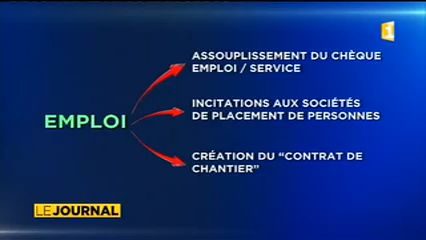 1
ASSOUPLISSEMENT DU CHÈQUE
EMPLOI / SERVICE
INCITATIONS AUX SOCIÉTÉS
DE PLACEMENT DE PERSONNES
EMPLOI
CRÉATION DU “CONTRAT DE
CHANTIER”
LE JOURNAL